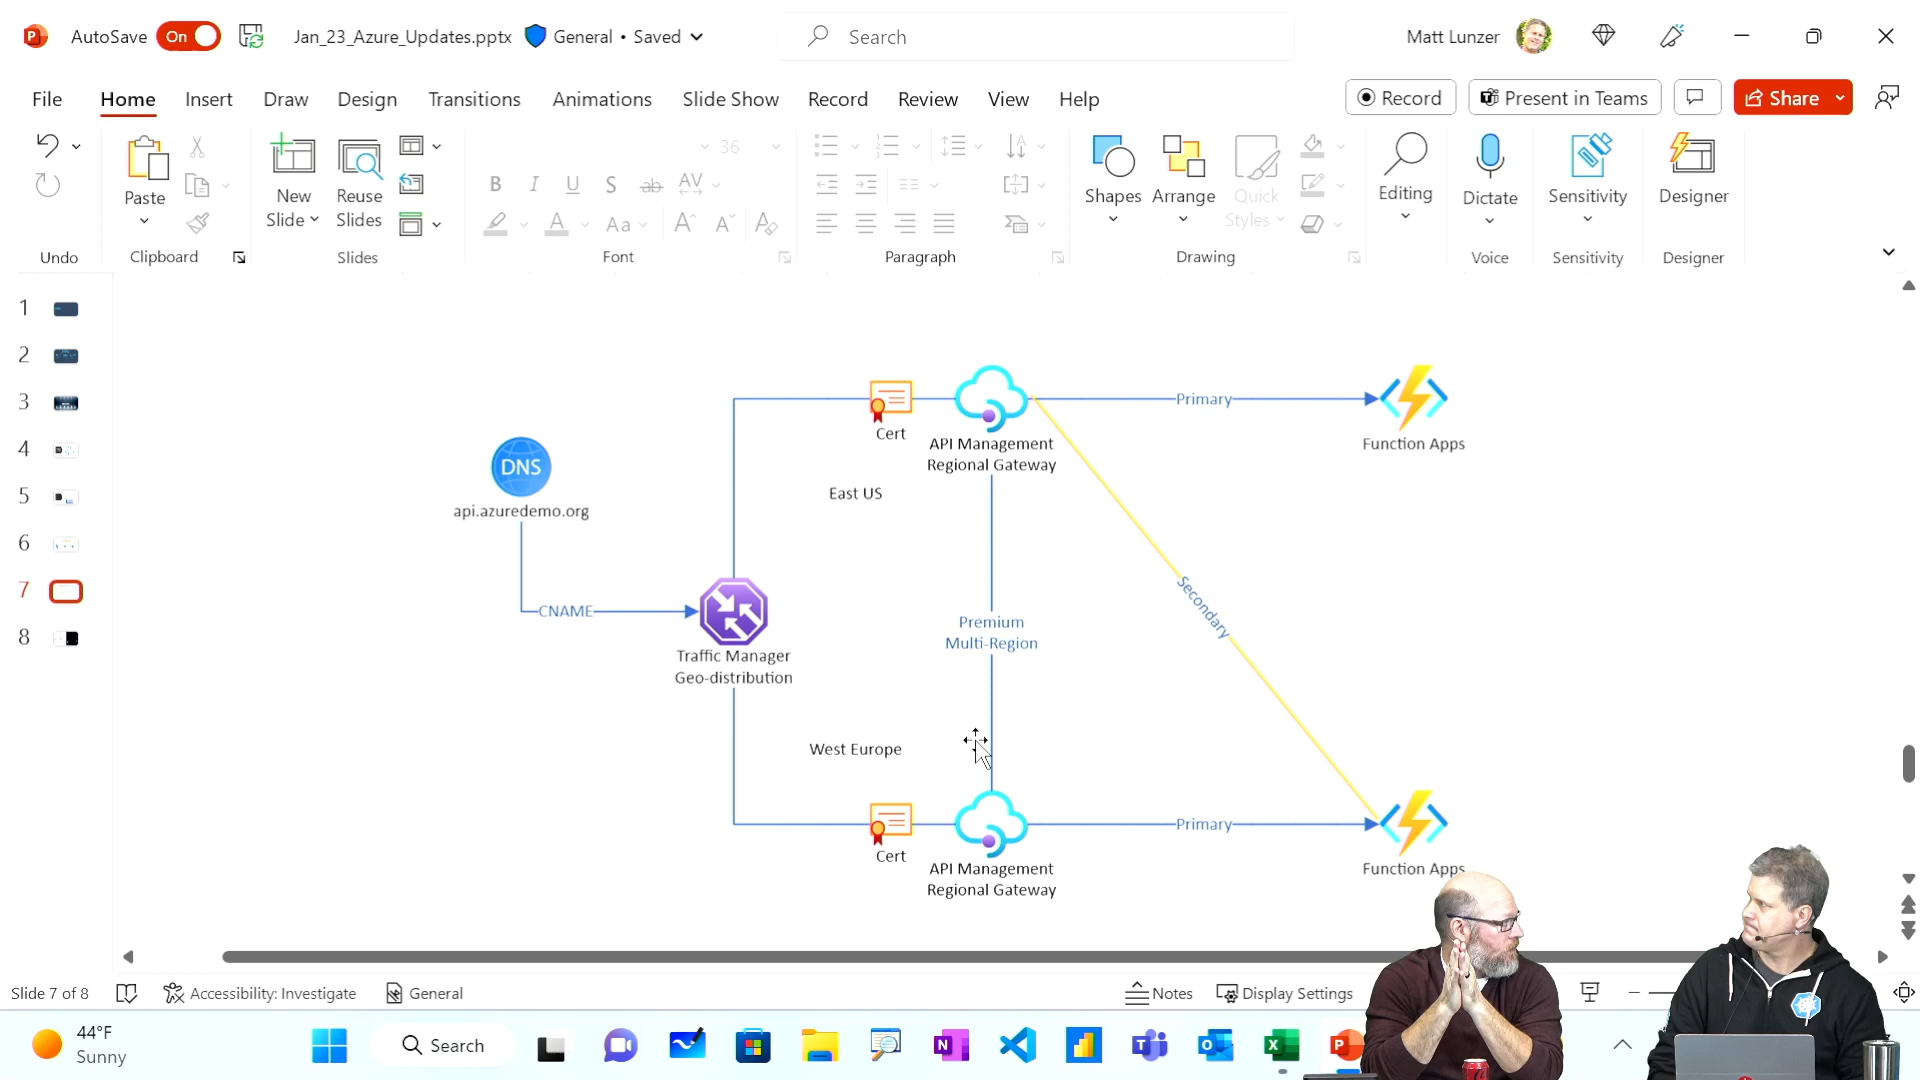 AutoSave On Jan_23_Azure_Updates.pptx General • Saved Search Matt Lunzer
File Home Insert Draw Design Transitions Animations Slide Show Record Review View Help Record Present in Teams Share
Paste
New
Slide
Reuse
Slides
36
B I U S ab AV
A Aa A A A
Shapes Arrange Quick
Styles
Editing Dictate Sensitivity Designer
Undo Clipboard Slides Font Paragraph Drawing Voice Sensitivity Designer
1
2
3
4
5
6
7
8
DNS
api.azuredemo.org
CNAME
Traffic Manager
Geo-distribution
Cert
API Management
Regional Gateway
East US
Primary
Function Apps
Premium
Multi-Region
Secondary
West Europe
Cert
API Management
Regional Gateway
Primary
Function Apps
Slide 7 of 8 Accessibility: Investigate General Notes Display Settings
44°F
Sunny
Search